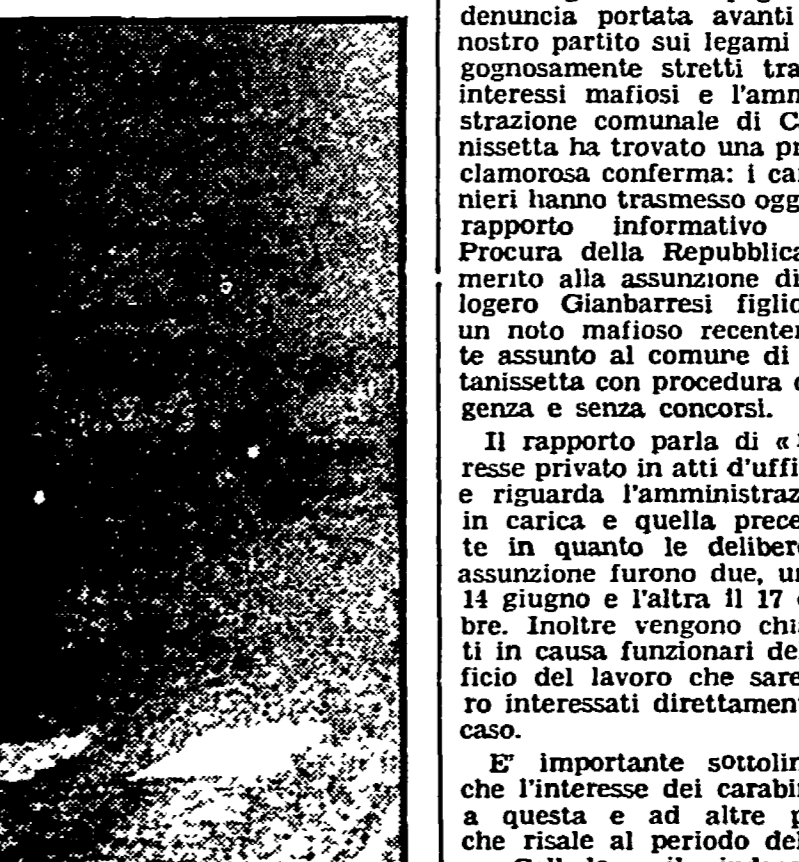 denuncia portata avanti
nostro partito sui legami
gognosamente stretti tra
interessi mafiosi e l'amn
strazione comunale di C
nissetta ha trovato una pr
clamorosa conferma: i car
nieri hanno trasmesso ogg
rapporto informativo
Procura della Repubblica
merito alla assunzione di
logero Gianbarresi figlio
un noto mafioso recenter
te assunto al comune di
tanissetta con procedura d
genza e senza concorsi.
Il rapporto parla di «
resse privato in atti d'uffi
e riguarda l'amministraz
in carica e quella prece
te in quanto le deliber
assunzione furono due, u
14 giugno e l'altra il 17
bre. Inoltre vengono chi
ti in causa funzionari de
ficio del lavoro che sare
ro interessati direttamen
caso.
E' importante sottolin
che l'interesse dei carabi
a questa e ad altre p
che risale al periodo de